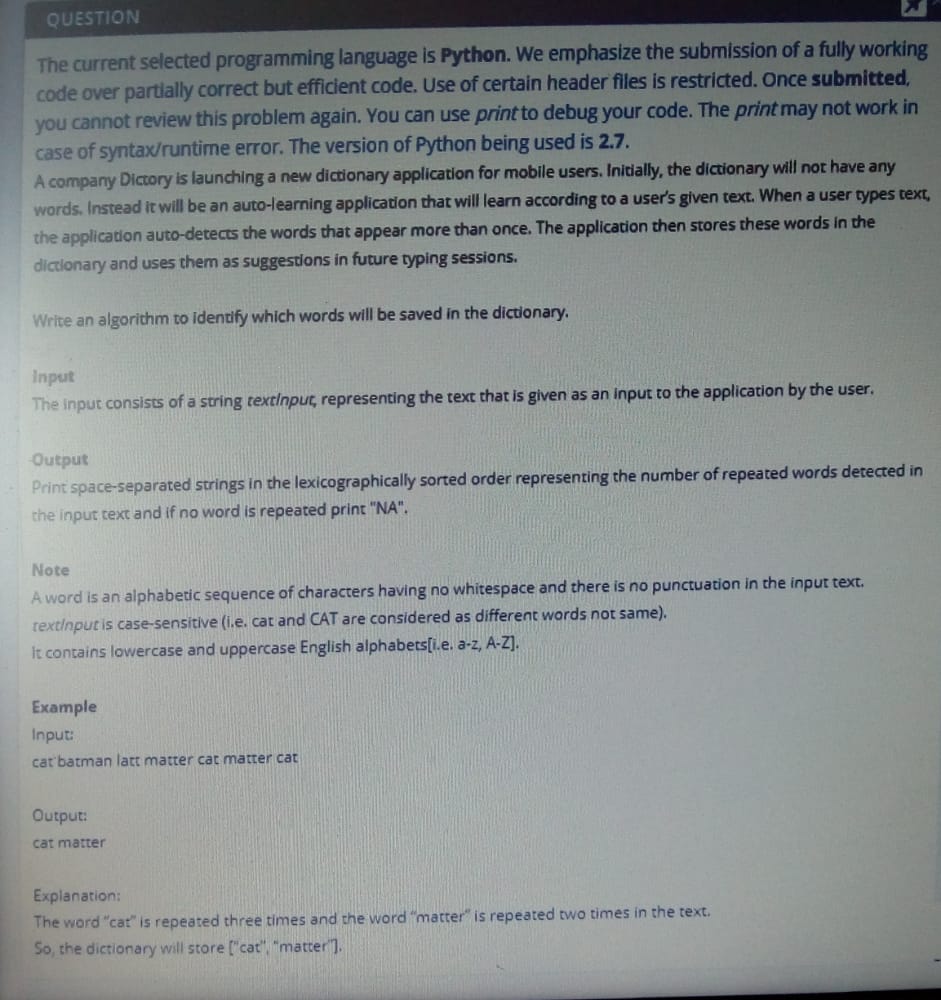 QUESTION
The current selected programming language is Python. We emphasize the submission of a fully working
code over partially correct but efficient code. Use of certain header files is restricted. Once submitted,
you cannot review this problem again. You can use print to debug your code. The print may not work in
case of syntax/runtime error. The version of Python being used is 2.7.
A company Dictory is launching a new dictionary application for mobile users. Initially, the dictionary will not have any
words. Instead it will be an auto-learning application that will learn according to a user's given text. When a user types text,
the application auto-detects the words that appear more than once. The application then stores these words in the
dictionary and uses them as suggestions in future typing sessions.
Write an algorithm to identify which words will be saved in the dictionary.
Input
The input consists of a string textInput, representing the text that is given as an input to the application by the user.
Output
Print space-separated strings in the lexicographically sorted order representing the number of repeated words detected in
the input text and if no word is repeated print "NA".
Note
A word is an alphabetic sequence of characters having no whitespace and there is no punctuation in the input text.
textInput is case-sensitive (i.e. cat and CAT are considered as different words not same).
It contains lowercase and uppercase English alphabets[i.e. a-z, A-Z].
Example
Input:
cat batman latt matter cat matter cat
Output:
cat matter
Explanation:
The word "cat" is repeated three times and the word "matter" is repeated two times in the text.
So, the dictionary will store ["cat", "matter"].